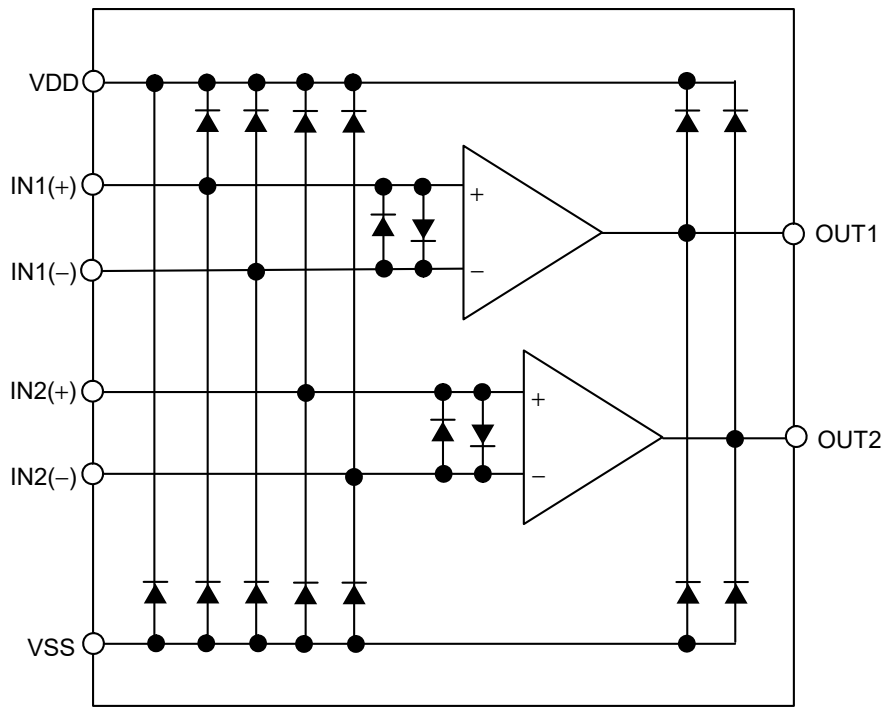 VDD
IN1(+)
+
OUT1
IN1(−)
−
IN2(+)
+
OUT2
IN2(−)
−
VSS